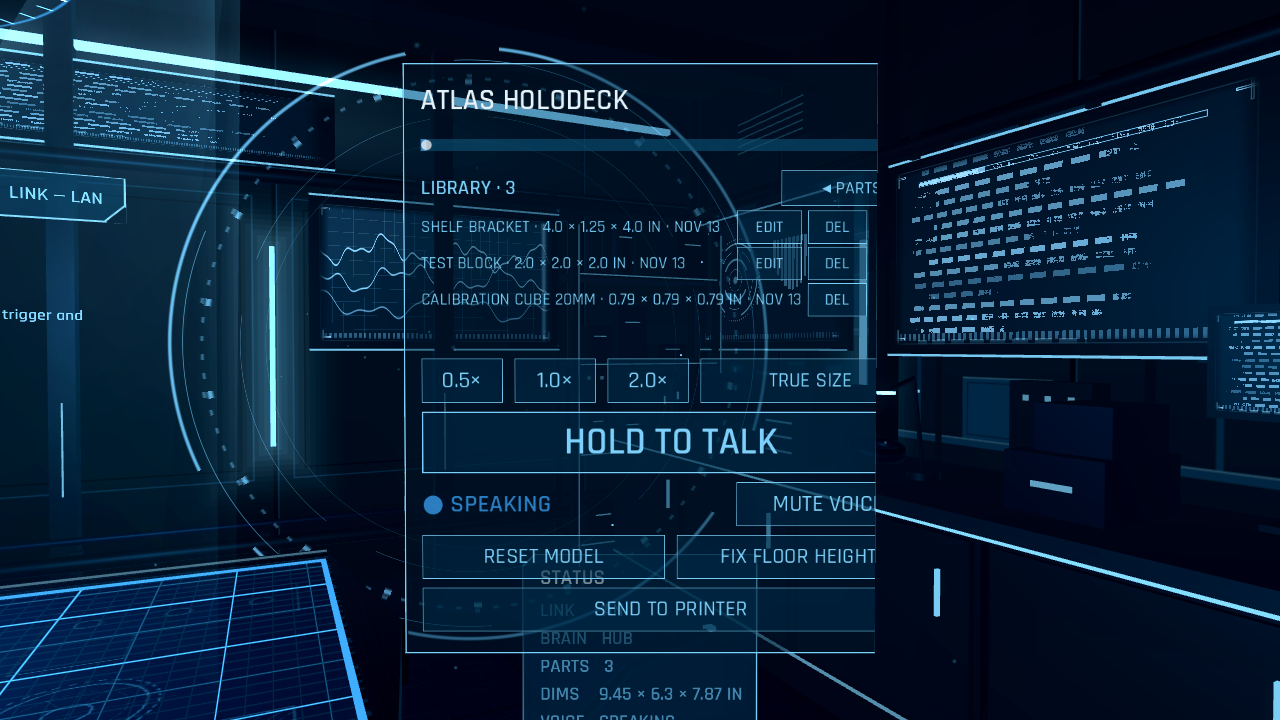 ATLAS HOLODECK
LINK – LAN
LIBRARY · 3
◄ PARTS
SHELF BRACKET · 4.0 × 1.25 × 4.0 IN · NOV 13
EDIT
DEL
TEST BLOCK · 2.0 × 2.0 × 2.0 IN · NOV 13
EDIT
DEL
CALIBRATION CUBE 20MM · 0.79 × 0.79 × 0.79 IN · NOV 13
DEL
trigger and
0.5×
1.0×
2.0×
TRUE SIZE
HOLD TO TALK
SPEAKING
MUTE VOIC
RESET MODEL
FIX FLOOR HEIGHT
STATUS
SEND TO PRINTER
LINK
BRAIN HUB
PARTS 3
DIMS 9.45 × 6.3 × 7.87 IN
VOICE SPEAKING